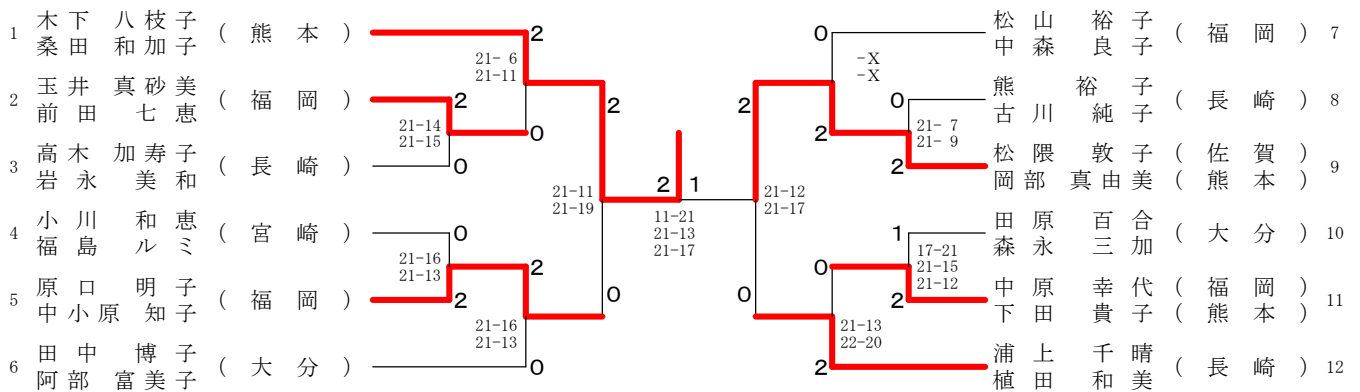 1 木下 八枝子 桑田 和加子 (熊本) 2
21- 6
21-11
2 玉井 真砂美 前田 七恵 (福岡) 2
0
21-14
21-15
3 高木 加寿子 岩永 美和 (長崎) 0
2
21-11
21-19
4 小川 和恵 福島 ルミ (宮崎) 0
21-16
21-13
2
0
5 原口 明子 中小原 知子 (福岡) 2
21-16
21-13
6 田中 博子 阿部 富美子 (大分) 0
2 1
11-21
21-13
21-17
0 松山 裕子 中森 良子 (福岡) 7
-X
-X
0 熊 裕子 古川 純子 (長崎) 8
2
2
21- 7
21- 9
2 松隈 敦子 (佐賀) 岡部 真由美 (熊本) 9
21-12
21-17
1 田原 百合 森永 三加 (大分) 10
17-21
21-15
21-12
0
0
2 中原 幸代 (福岡) 下田 貴子 (熊本) 11
21-13
22-20
2 浦上 千晴 植田 和美 (長崎) 12